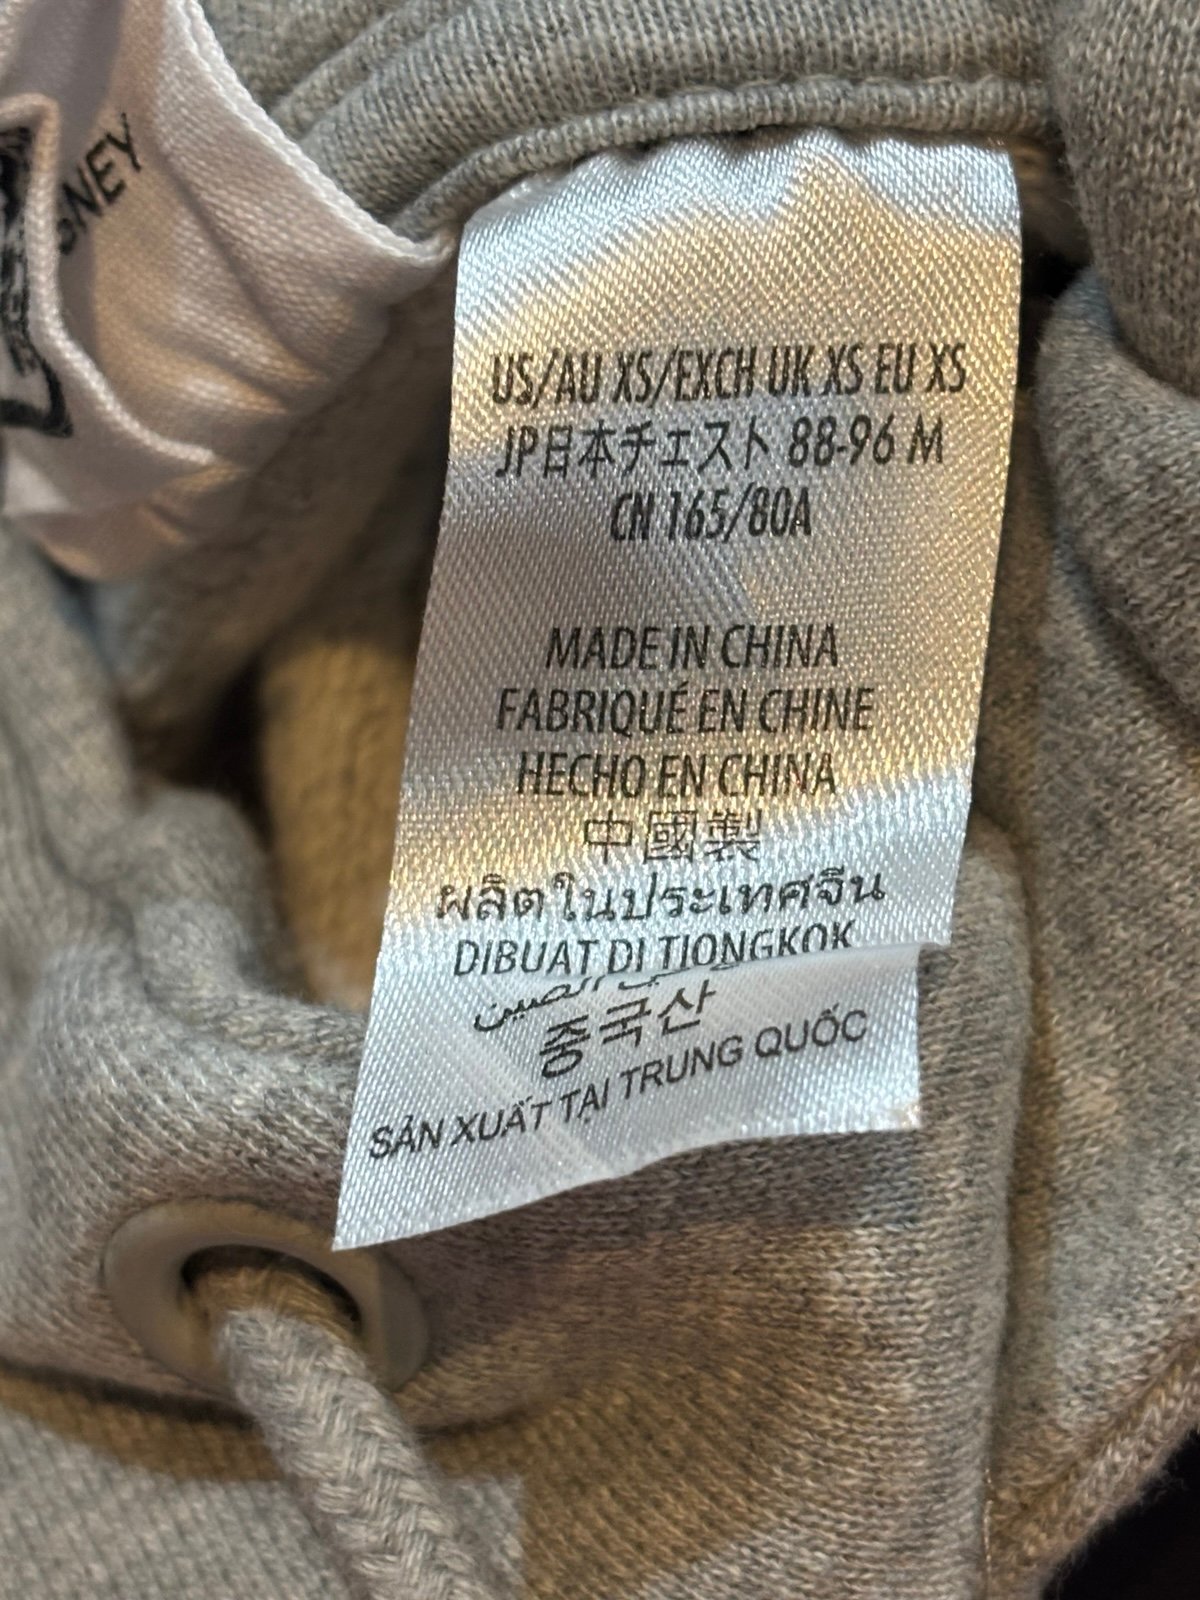 NEY
US/AU XS/EXCH UK XS EU XS
JP日本チェスト 88-96 M
CN 165/80A
MADE IN CHINA
FABRIQUÉ EN CHINE
HECHO EN CHINA
中國製
ผลิตในประเทศจีน
DIBUAT DI TIONGKOK
الصين
중국산
SẢN XUẤT TẠI TRUNG QUỐC